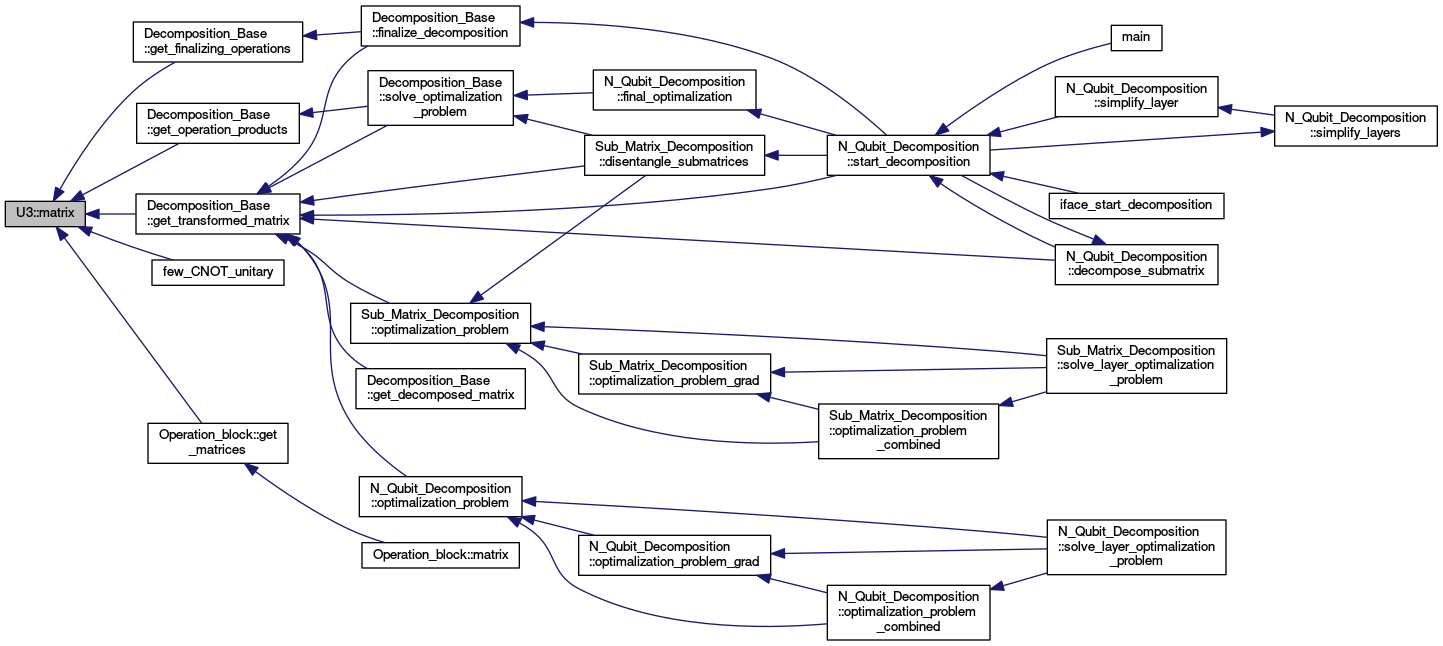 U3::matrix
Decomposition_Base
::get_finalizing_operations
Decomposition_Base
::get_operation_products
Decomposition_Base
::get_transformed_matrix
few_CNOT_unitary
Operation_block::get
_matrices
Decomposition_Base
::finalize_decomposition
Decomposition_Base
::solve_optimalization
_problem
Sub_Matrix_Decomposition
::optimalization_problem
Decomposition_Base
::get_decomposed_matrix
N_Qubit_Decomposition
::optimalization_problem
Operation_block::matrix
N_Qubit_Decomposition
::final_optimalization
Sub_Matrix_Decomposition
::disentangle_submatrices
Sub_Matrix_Decomposition
::optimalization_problem_grad
N_Qubit_Decomposition
::optimalization_problem_grad
N_Qubit_Decomposition
::start_decomposition
Sub_Matrix_Decomposition
::optimalization_problem
_combined
N_Qubit_Decomposition
::optimalization_problem
_combined
main
N_Qubit_Decomposition
::simplify_layer
iface_start_decomposition
N_Qubit_Decomposition
::decompose_submatrix
Sub_Matrix_Decomposition
::solve_layer_optimalization
_problem
N_Qubit_Decomposition
::solve_layer_optimalization
_problem
N_Qubit_Decomposition
::simplify_layers